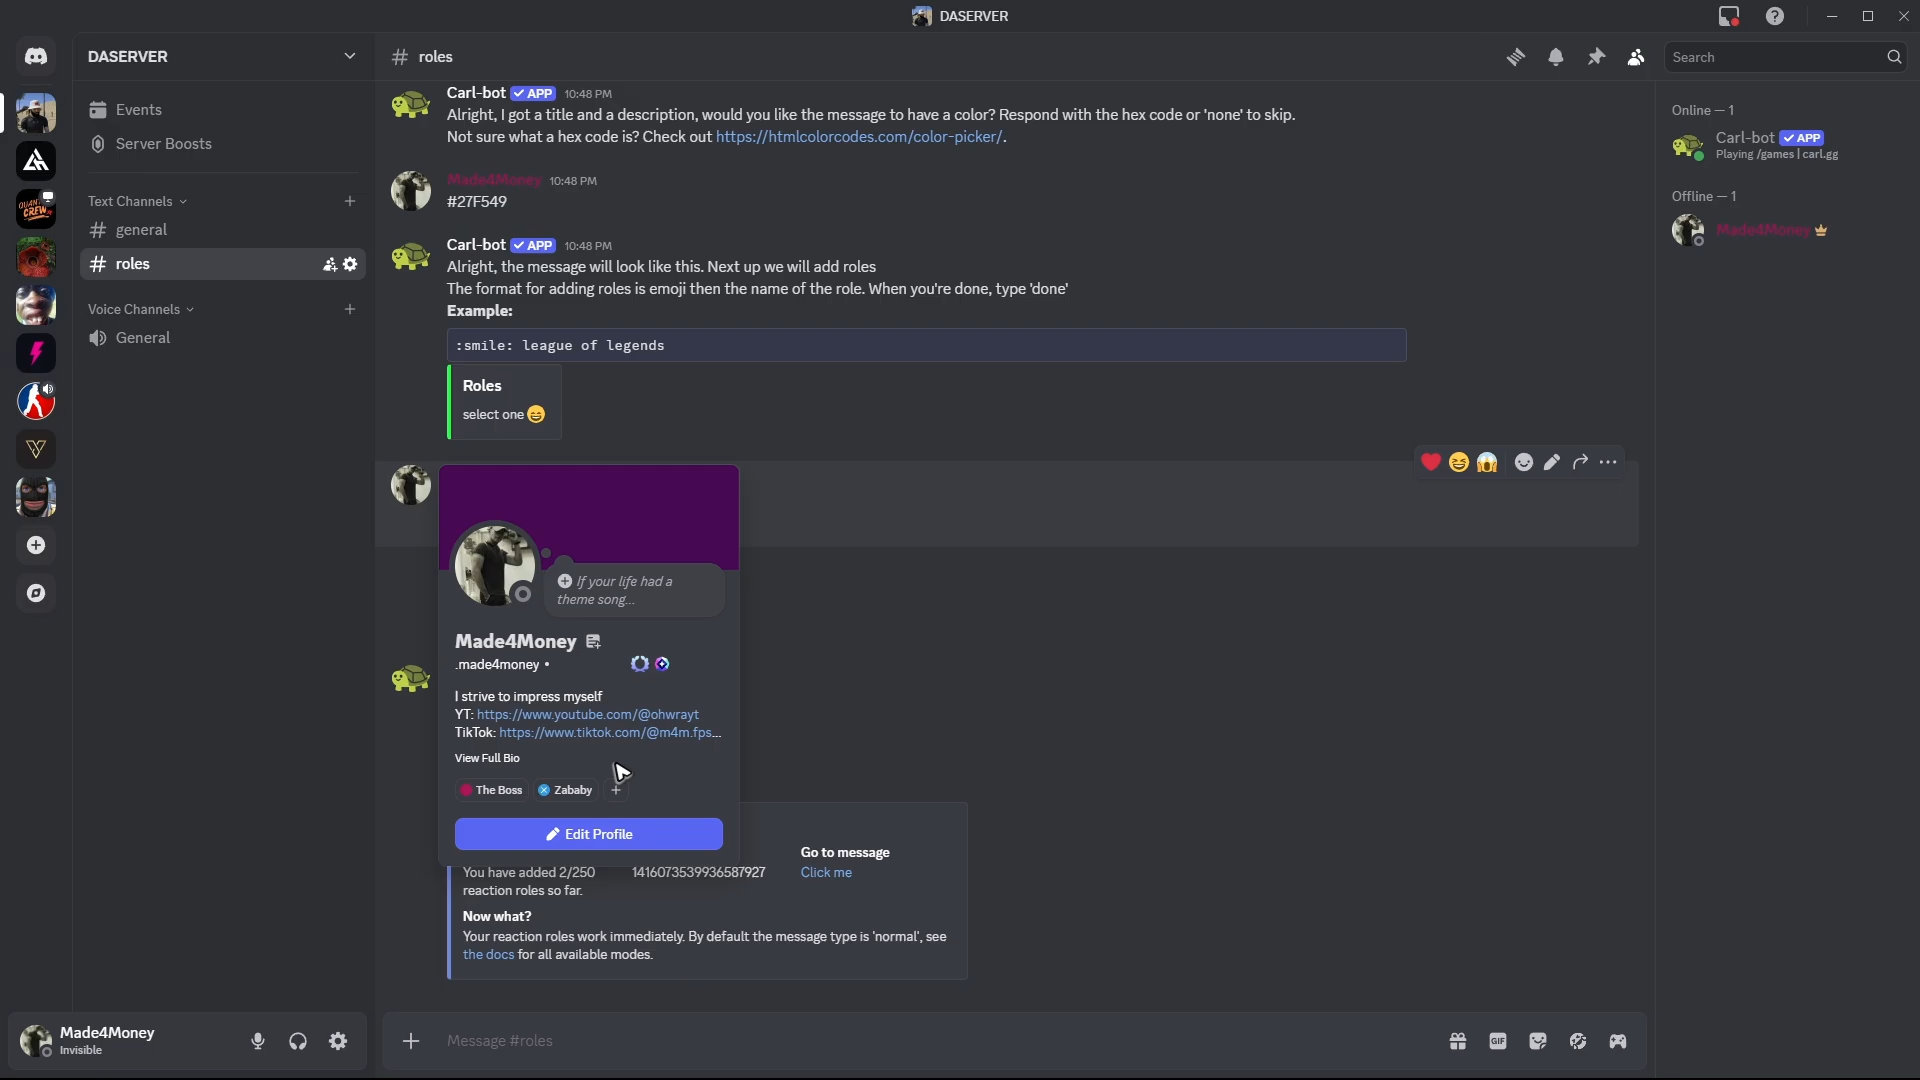 DASERVER
DASERVER
# roles
Search
Events
Server Boosts
Text Channels
general
roles
Voice Channels
General
Carl-bot APP 10:48 PM
Alright, I got a title and a description, would you like the message to have a color? Respond with the hex code or 'none' to skip.
Not sure what a hex code is? Check out https://htmlcolorcodes.com/color-picker/.
Made4Money 10:48 PM
#27F549
Carl-bot APP 10:48 PM
Alright, the message will look like this. Next up we will add roles
The format for adding roles is emoji then the name of the role. When you're done, type 'done'
Example:
:smile: league of legends
Roles
select one 😄
If your life had a
theme song...
Made4Money
.made4money •
I strive to impress myself
YT: https://www.youtube.com/@ohwrayt
TikTok: https://www.tiktok.com/@m4m.fps...
View Full Bio
The Boss Zababy +
Edit Profile
You have added 2/250
reaction roles so far.
1416073539936587927
Go to message
Click me
Now what?
Your reaction roles work immediately. By default the message type is 'normal', see
the docs for all available modes.
Message #roles
GIF
Made4Money
Invisible
Online — 1
Carl-bot APP
Playing /games | carl.gg
Offline — 1
Made4Money
QUANT
CREW